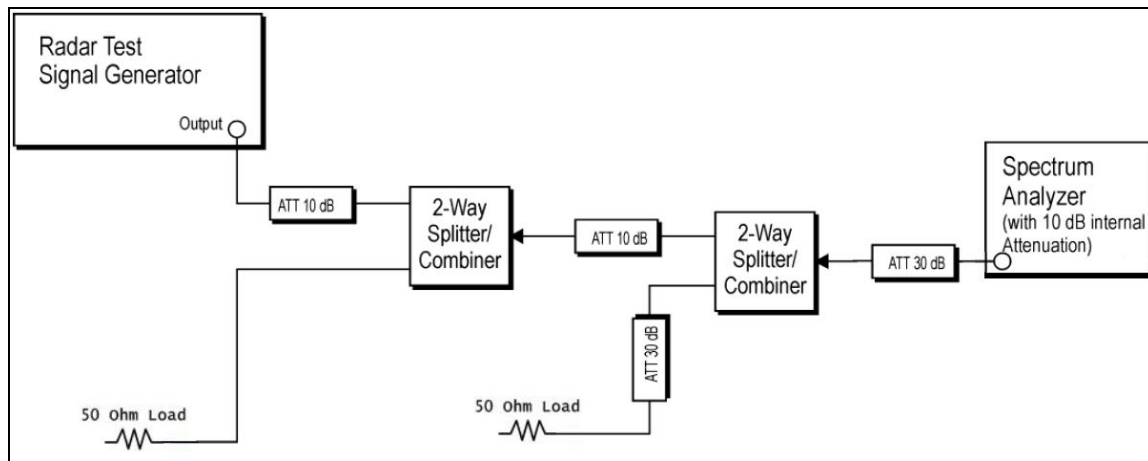 Radar Test
Signal Generator
Output
ATT 10 dB
2-Way
Splitter/
Combiner
ATT 10 dB
2-Way
Splitter/
Combiner
ATT 30 dB
Spectrum
Analyzer
(with 10 dB internal
Attenuation)
ATT 30 dB
50 Ohm Load
50 Ohm Load